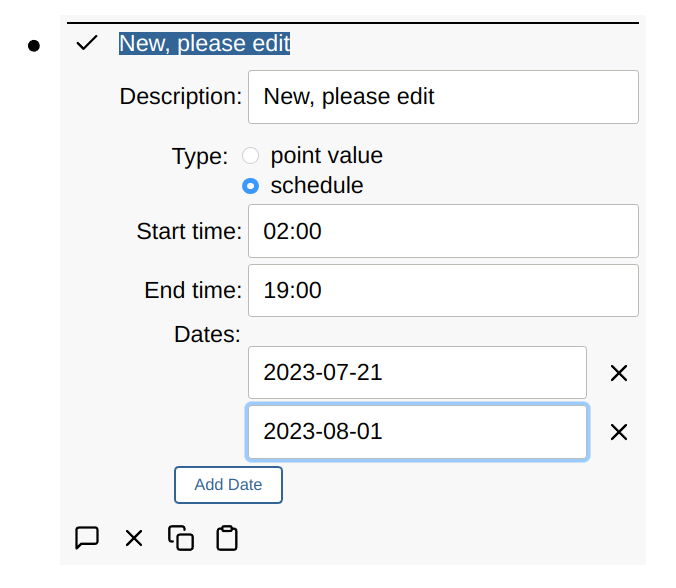 New, please edit
Description: New, please edit
Type: point value
schedule
Start time: 02:00
End time: 19:00
Dates:
2023-07-21
2023-08-01
Add Date